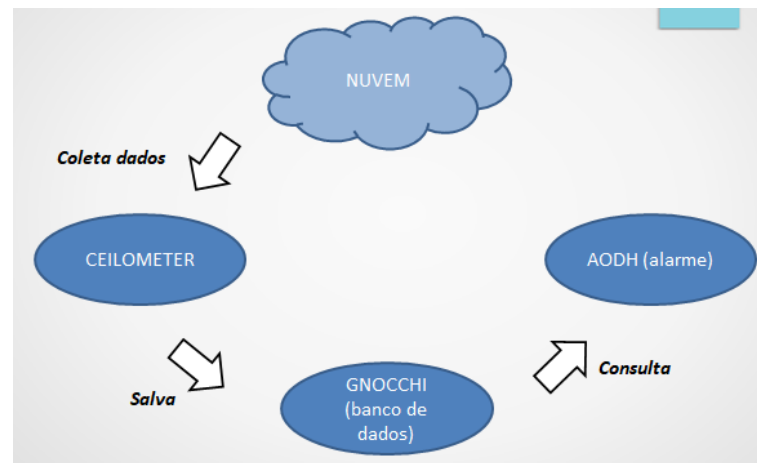 NUVEM
Coleta dados
CEILOMETER
AODH (alarme)
Salva
GNOCCHI
(banco de
dados)
Consulta